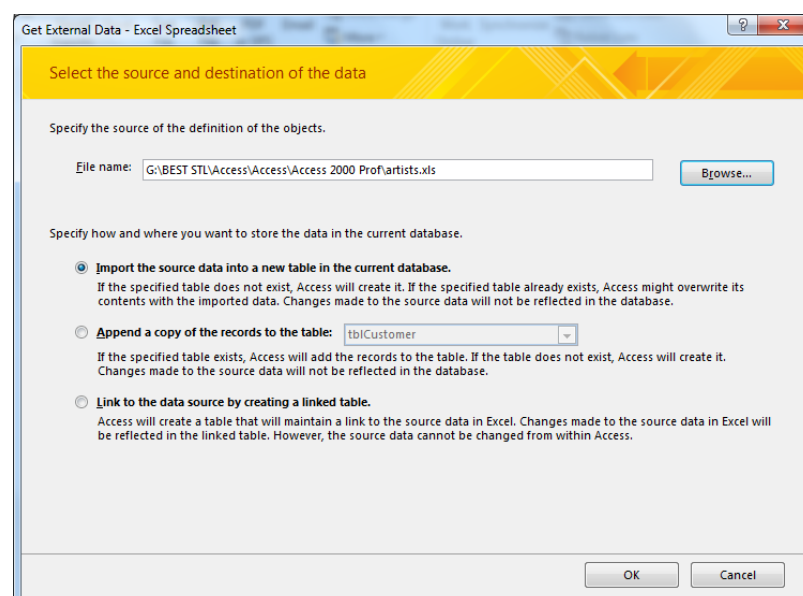 Get External Data - Excel Spreadsheet
?
Select the source and destination of the data
Specify the source of the definition of the objects.
File name:
G:\BEST STL\Access\Access\Access 2000 Prof\artists.xls
Browse...
Specify how and where you want to store the data in the current database.
Import the source data into a new table in the current database.
If the specified table does not exist, Access will create it. If the specified table already exists, Access might overwrite its
contents with the imported data. Changes made to the source data will not be reflected in the database.
Append a copy of the records to the table:
tblCustomer
If the specified table exists, Access will add the records to the table. If the table does not exist, Access will create it.
Changes made to the source data will not be reflected in the database.
Link to the data source by creating a linked table.
Access will create a table that will maintain a link to the source data in Excel. Changes made to the source data in Excel will
be reflected in the linked table. However, the source data cannot be changed from within Access.
OK
Cancel